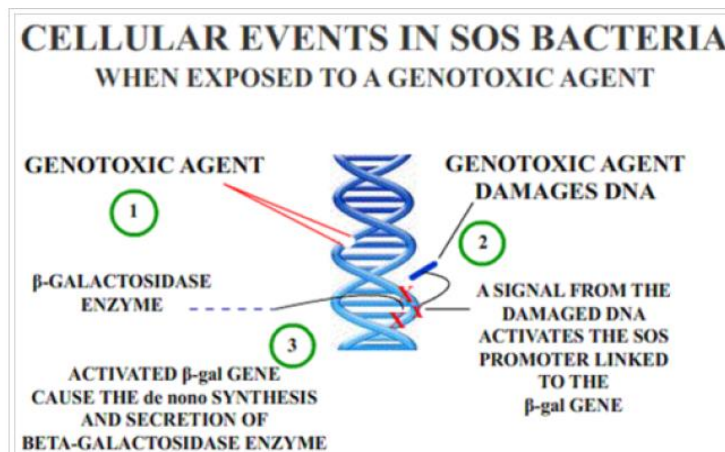 CELLULAR EVENTS IN SOS BACTERIA
WHEN EXPOSED TO A GENOTOXIC AGENT
GENOTOXIC AGENT
1
GENOTOXIC AGENT
DAMAGES DNA
2
β-GALACTOSIDASE
ENZYME
X
X
X
A SIGNAL FROM THE
DAMAGED DNA
ACTIVATES THE SOS
PROMOTER LINKED
TO THE
β-gal GENE
3
ACTIVATED β-gal GENE
CAUSE THE de nono SYNTHESIS
AND SECRETION OF
BETA-GALACTOSIDASE ENZYME